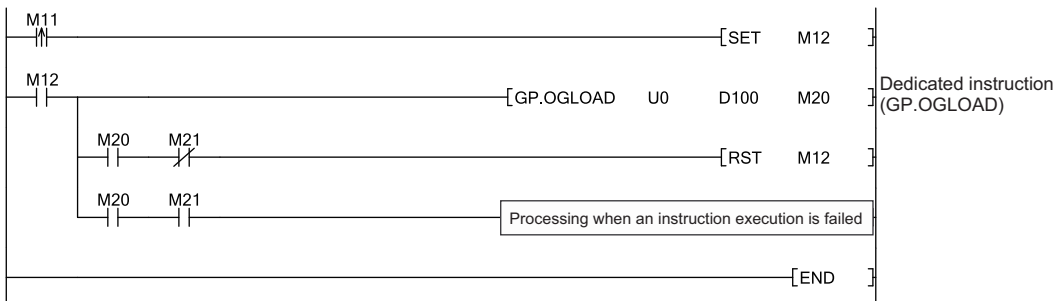 M11
[SET M12 ]
M12
[GP.OGLOAD U0 D100 M20 ]
Dedicated instruction
(GP.OGLOAD)
M20 M21
[RST M12 ]
M20 M21
Processing when an instruction execution is failed
[END ]